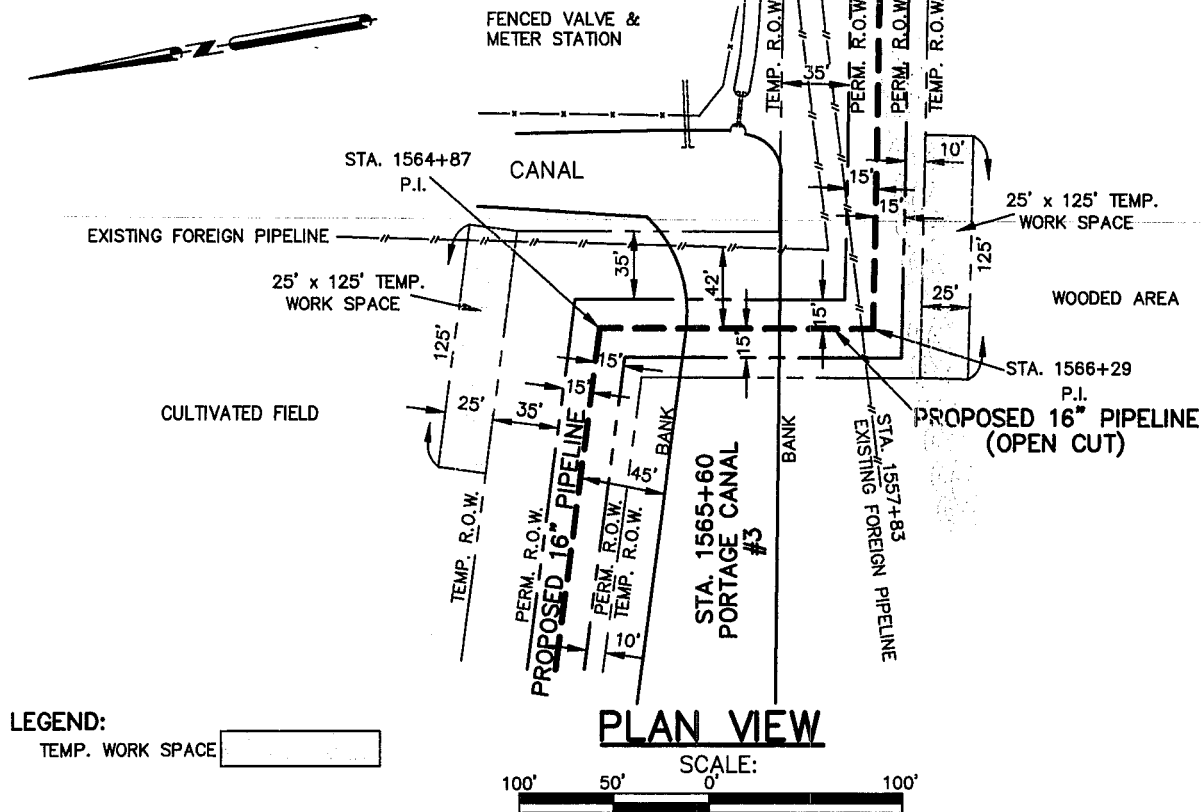 FENCED VALVE &
METER STATION
TEMP. R.O.W.
PERM. R.O.W.
PERM. R.O.W.
TEMP. R.O.W.
35'
STA. 1564+87
P.I.
CANAL
10'
15'
15'
25' x 125' TEMP.
WORK SPACE
EXISTING FOREIGN PIPELINE
35'
42'
125'
25' x 125' TEMP.
WORK SPACE
25'
WOODED AREA
15'
15'
125'
15'
15'
STA. 1566+29
P.I.
CULTIVATED FIELD
25'
35'
PROPOSED 16" PIPELINE
(OPEN CUT)
BANK
BANK
45'
STA. 1565+60
PORTAGE CANAL
#3
STA. 1557+83
EXISTING FOREIGN PIPELINE
TEMP. R.O.W.
PERM. R.O.W.
PROPOSED 16" PIPELINE
PERM. R.O.W.
TEMP. R.O.W.
10'
LEGEND:
TEMP. WORK SPACE
PLAN VIEW
SCALE:
100' 50' 0' 100'